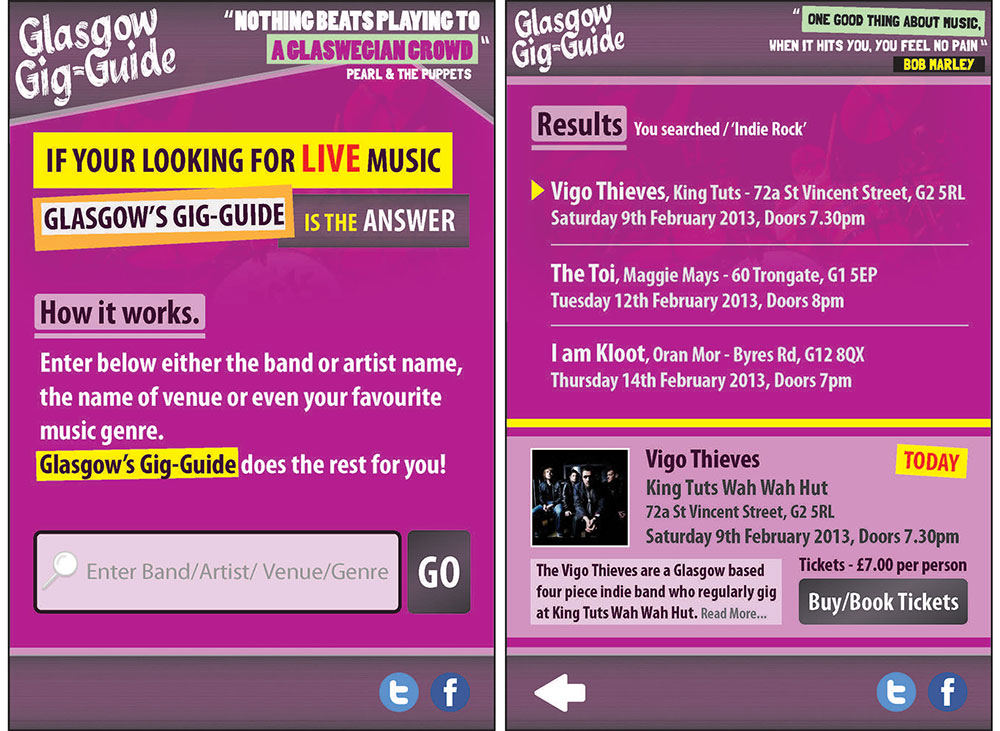 Glasgow
Gig-Guide
"NOTHING BEATS PLAYING TO
A GLASWEGIAN CROWD"
PEARL & THE PUPPETS
IF YOUR LOOKING FOR LIVE MUSIC
GLASGOW'S GIG-GUIDE IS THE ANSWER
How it works.
Enter below either the band or artist name,
the name of venue or even your favourite
music genre.
Glasgow's Gig-Guide does the rest for you!
Enter Band/Artist/ Venue/Genre
GO
t f
Glasgow
Gig-Guide
"ONE GOOD THING ABOUT MUSIC,
WHEN IT HITS YOU, YOU FEEL NO PAIN"
BOB MARLEY
Results You searched / 'Indie Rock'
Vigo Thieves, King Tuts - 72a St Vincent Street, G2 5RL
Saturday 9th February 2013, Doors 7.30pm
The Toi, Maggie Mays - 60 Trongate, G1 5EP
Tuesday 12th February 2013, Doors 8pm
I am Kloot, Oran Mor - Byres Rd, G12 8QX
Thursday 14th February 2013, Doors 7pm
Vigo Thieves
TODAY
King Tuts Wah Wah Hut
72a St Vincent Street, G2 5RL
Saturday 9th February 2013, Doors 7.30pm
The Vigo Thieves are a Glasgow based
four piece indie band who regularly gig
at King Tuts Wah Wah Hut. Read More...
Tickets - £7.00 per person
Buy/Book Tickets
t f